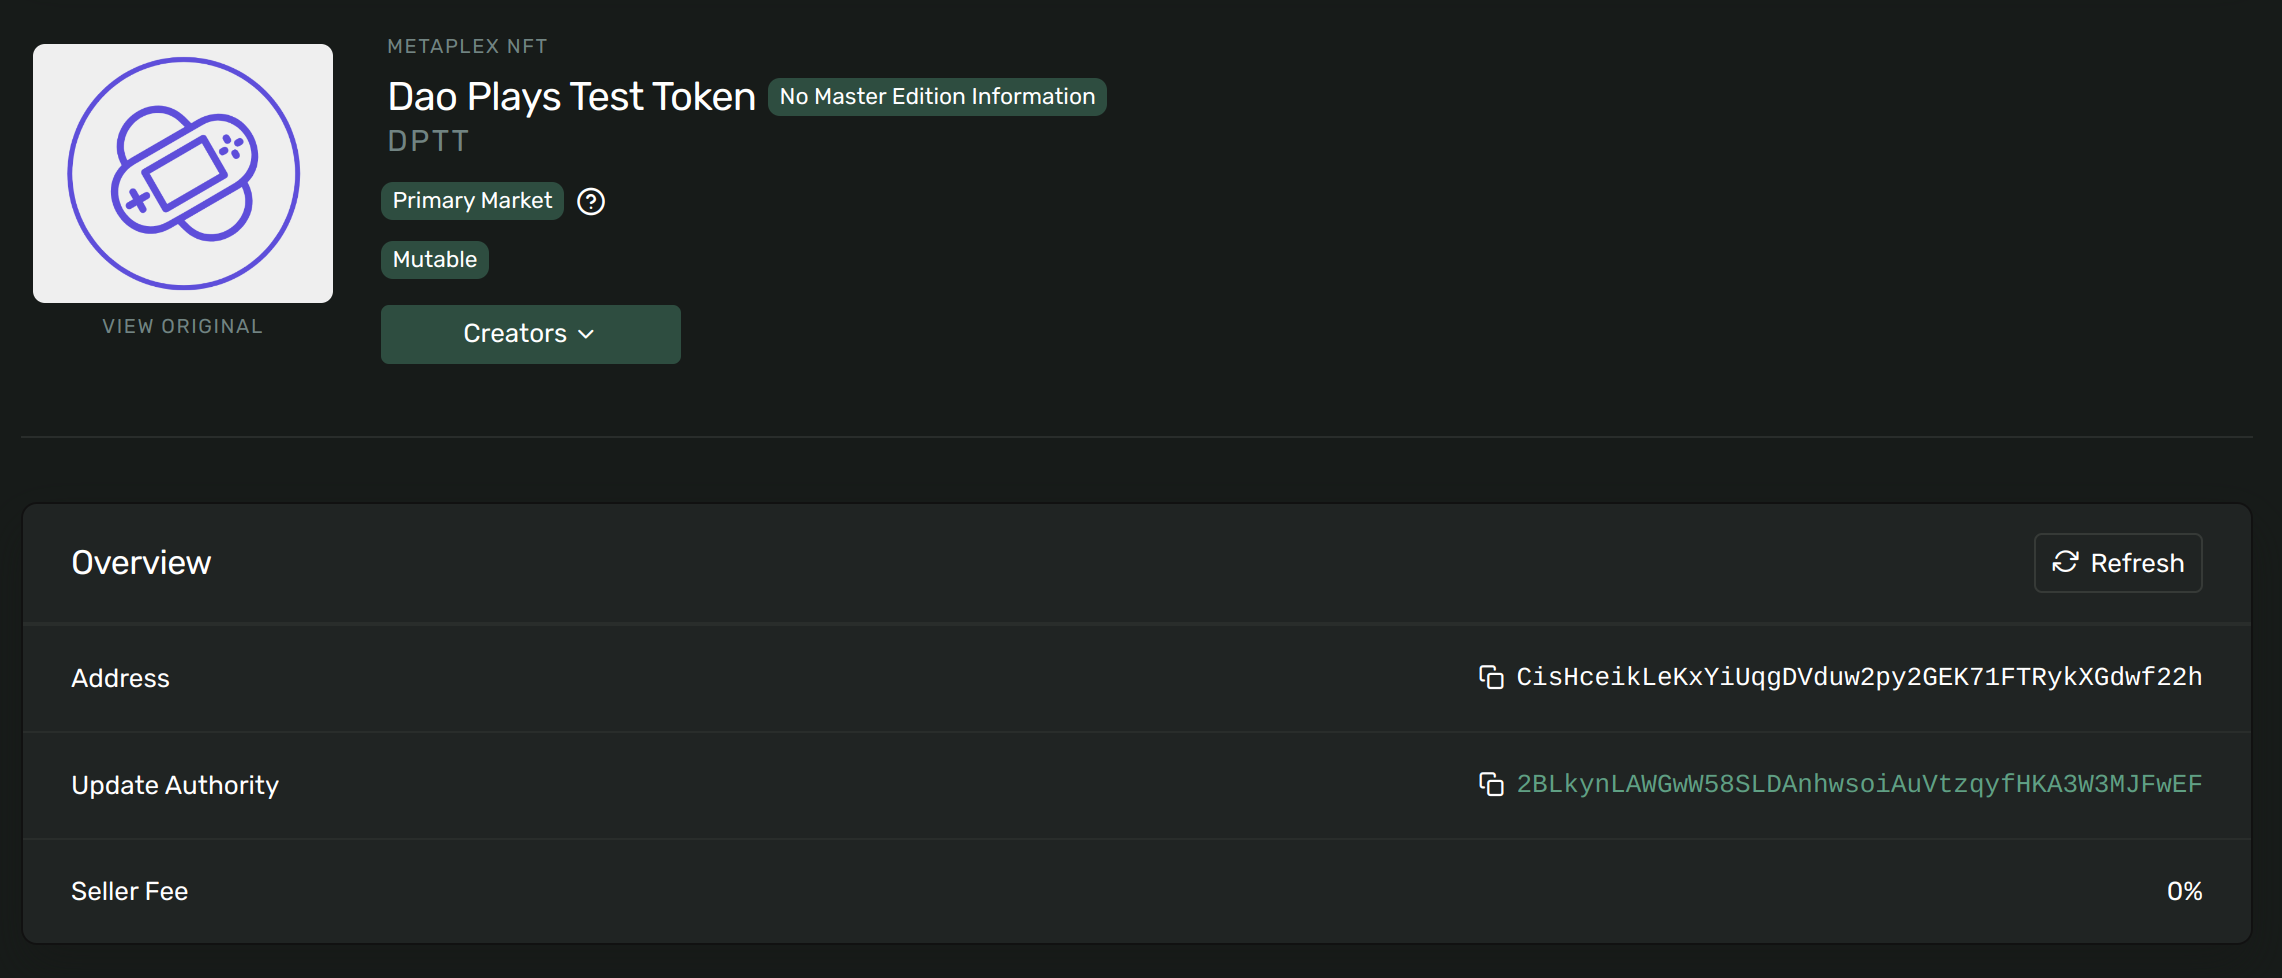 METAPLEX NFT
Dao Plays Test Token No Master Edition Information
DPTT
Primary Market
Mutable
VIEW ORIGINAL
Creators
Overview
Refresh
Address CisHceikLeKxYiUqgDVduw2py2GEK71FTRykXGdwf22h
Update Authority 2BLkynLAWGwW58SLDAnhwsoiAuVtzqyfHKA3W3MJFwEF
Seller Fee 0%